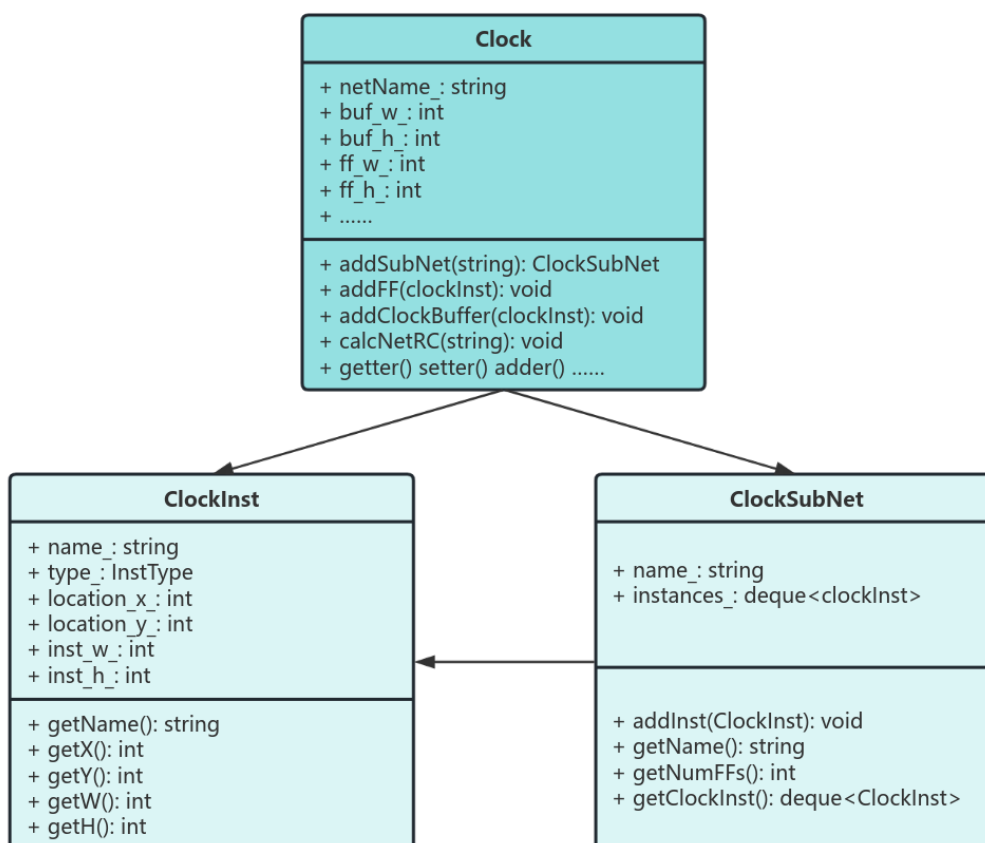 Clock
+ netName_: string
+ buf_w_: int
+ buf_h_: int
+ ff_w_: int
+ ff_h_: int
+ ......
+ addSubNet(string): ClockSubNet
+ addFF(clockInst): void
+ addClockBuffer(clockInst): void
+ calcNetRC(string): void
+ getter() setter() adder() ......
ClockInst
+ name_: string
+ type_: InstType
+ location_x_: int
+ location_y_: int
+ inst_w_: int
+ inst_h_: int
+ getName(): string
+ getX(): int
+ getY(): int
+ getW(): int
+ getH(): int
ClockSubNet
+ name_: string
+ instances_: deque<clockInst>
+ addInst(ClockInst): void
+ getName(): string
+ getNumFFs(): int
+ getClockInst(): deque<ClockInst>